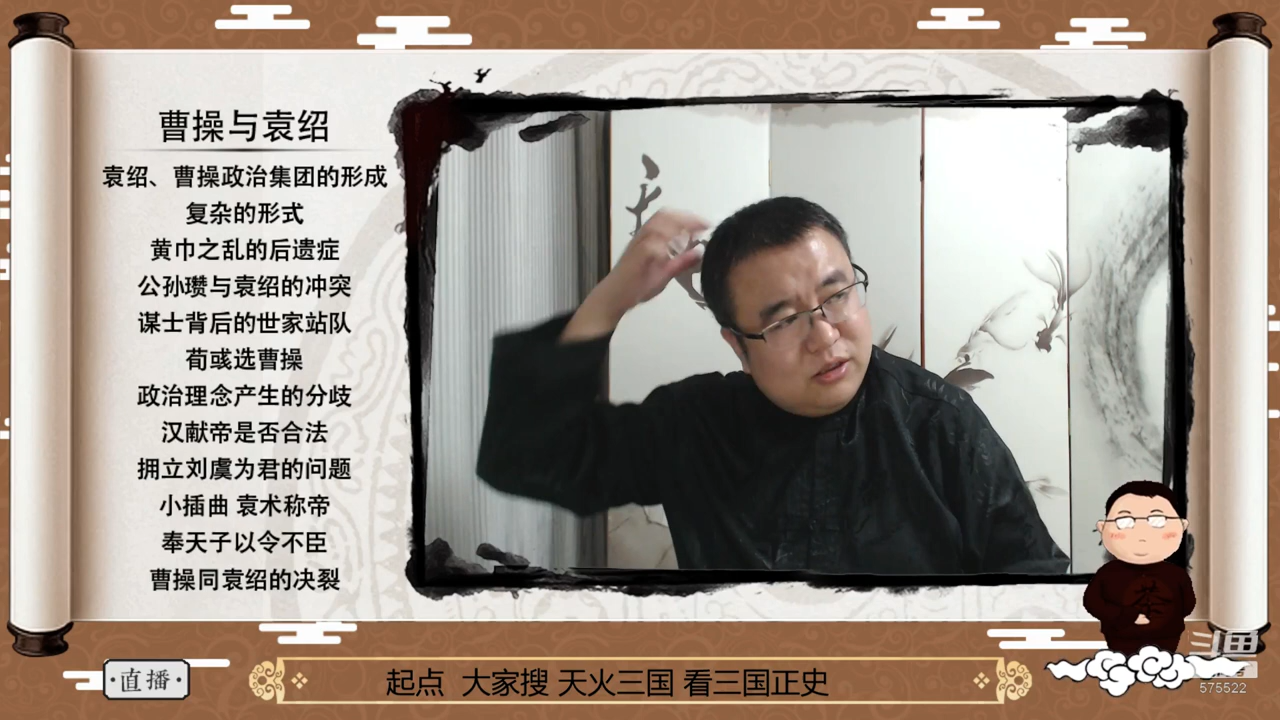 曹操与袁绍
袁绍、曹操政治集团的形成
复杂的形式
黄巾之乱的后遗症
公孙瓒与袁绍的冲突
谋士背后的世家站队
荀彧选曹操
政治理念产生的分歧
汉献帝是否合法
拥立刘虞为君的问题
小插曲 袁术称帝
奉天子以令不臣
曹操同袁绍的决裂
·直播·
起点 大家搜 天火三国 看三国正史
斗鱼
575522